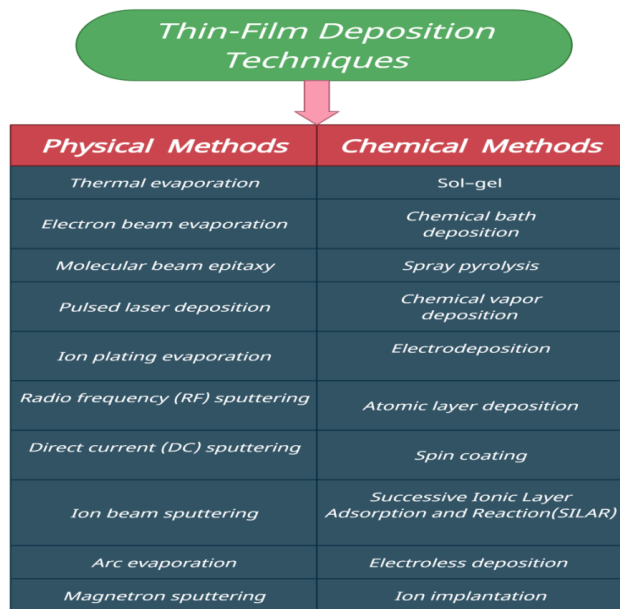 Thin-Film Deposition
Techniques
Physical Methods
Chemical Methods
Thermal evaporation
Sol-gel
Electron beam evaporation
Chemical bath
deposition
Molecular beam epitaxy
Spray pyrolysis
Pulsed laser deposition
Chemical vapor
deposition
Ion plating evaporation
Electrodeposition
Radio frequency (RF) sputtering
Atomic layer deposition
Direct current (DC) sputtering
Spin coating
Ion beam sputtering
Successive Ionic Layer
Adsorption and Reaction(SILAR)
Arc evaporation
Electroless deposition
Magnetron sputtering
Ion implantation